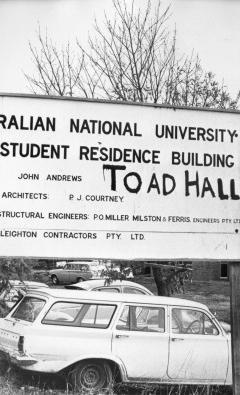 RALIAN NATIONAL UNIVERSITY
STUDENT RESIDENCE BUILDING
JOHN ANDREWS
TOAD HALL
ARCHITECTS: P.J. COURTNEY.
STRUCTURAL ENGINEERS: P.O. MILLER MILSTON & FERRIS. ENGINEERS PTY LT
LEIGHTON CONTRACTORS PTY. LTD.